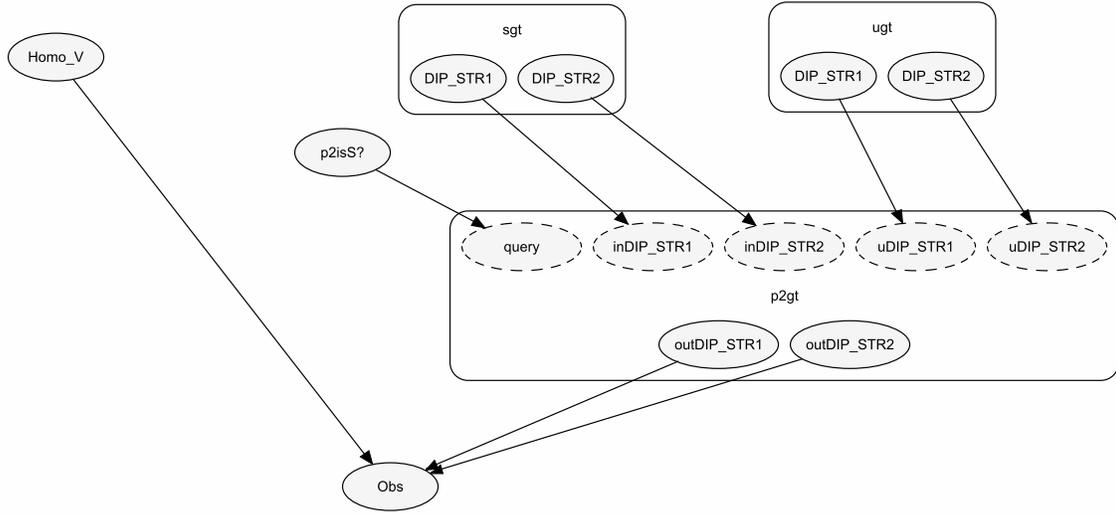 sgt
ugt
Homo_V
DIP_STR1
DIP_STR2
DIP_STR1
DIP_STR2
p2isS?
query
inDIP_STR1
inDIP_STR2
uDIP_STR1
uDIP_STR2
p2gt
outDIP_STR1
outDIP_STR2
Obs